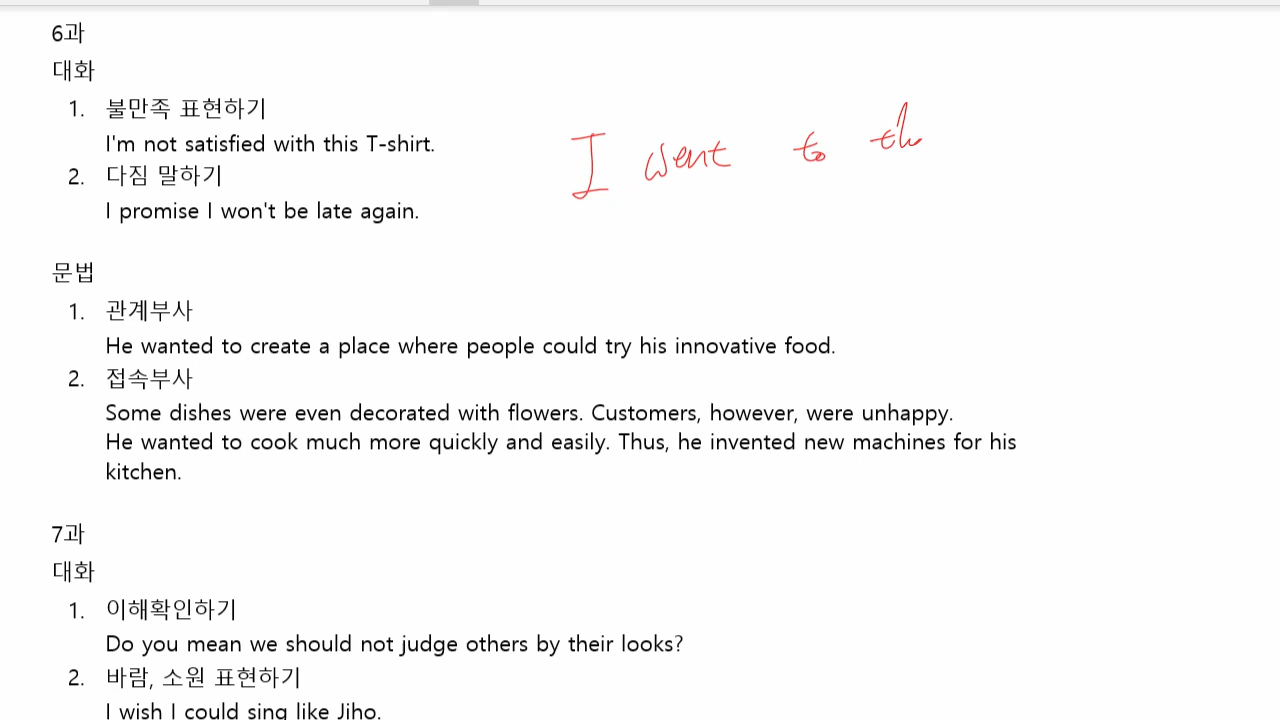 6과
대화
1. 불만족 표현하기
I'm not satisfied with this T-shirt.
I went to th
2. 다짐 말하기
I promise I won't be late again.
문법
1. 관계부사
He wanted to create a place where people could try his innovative food.
2. 접속부사
Some dishes were even decorated with flowers. Customers, however, were unhappy.
He wanted to cook much more quickly and easily. Thus, he invented new machines for his
kitchen.
7과
대화
1. 이해확인하기
Do you mean we should not judge others by their looks?
2. 바람, 소원 표현하기
I wish I could sing like Jiho.